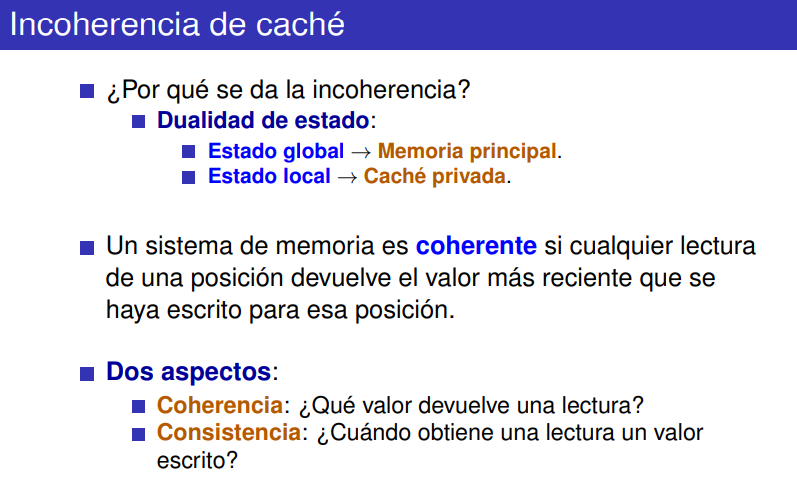 Incoherencia de caché
¿Por qué se da la incoherencia?
Dualidad de estado:
Estado global → Memoria principal.
Estado local → Caché privada.
Un sistema de memoria es coherente si cualquier lectura
de una posición devuelve el valor más reciente que se
haya escrito para esa posición.
Dos aspectos:
Coherencia: ¿Qué valor devuelve una lectura?
Consistencia: ¿Cuándo obtiene una lectura un valor
escrito?